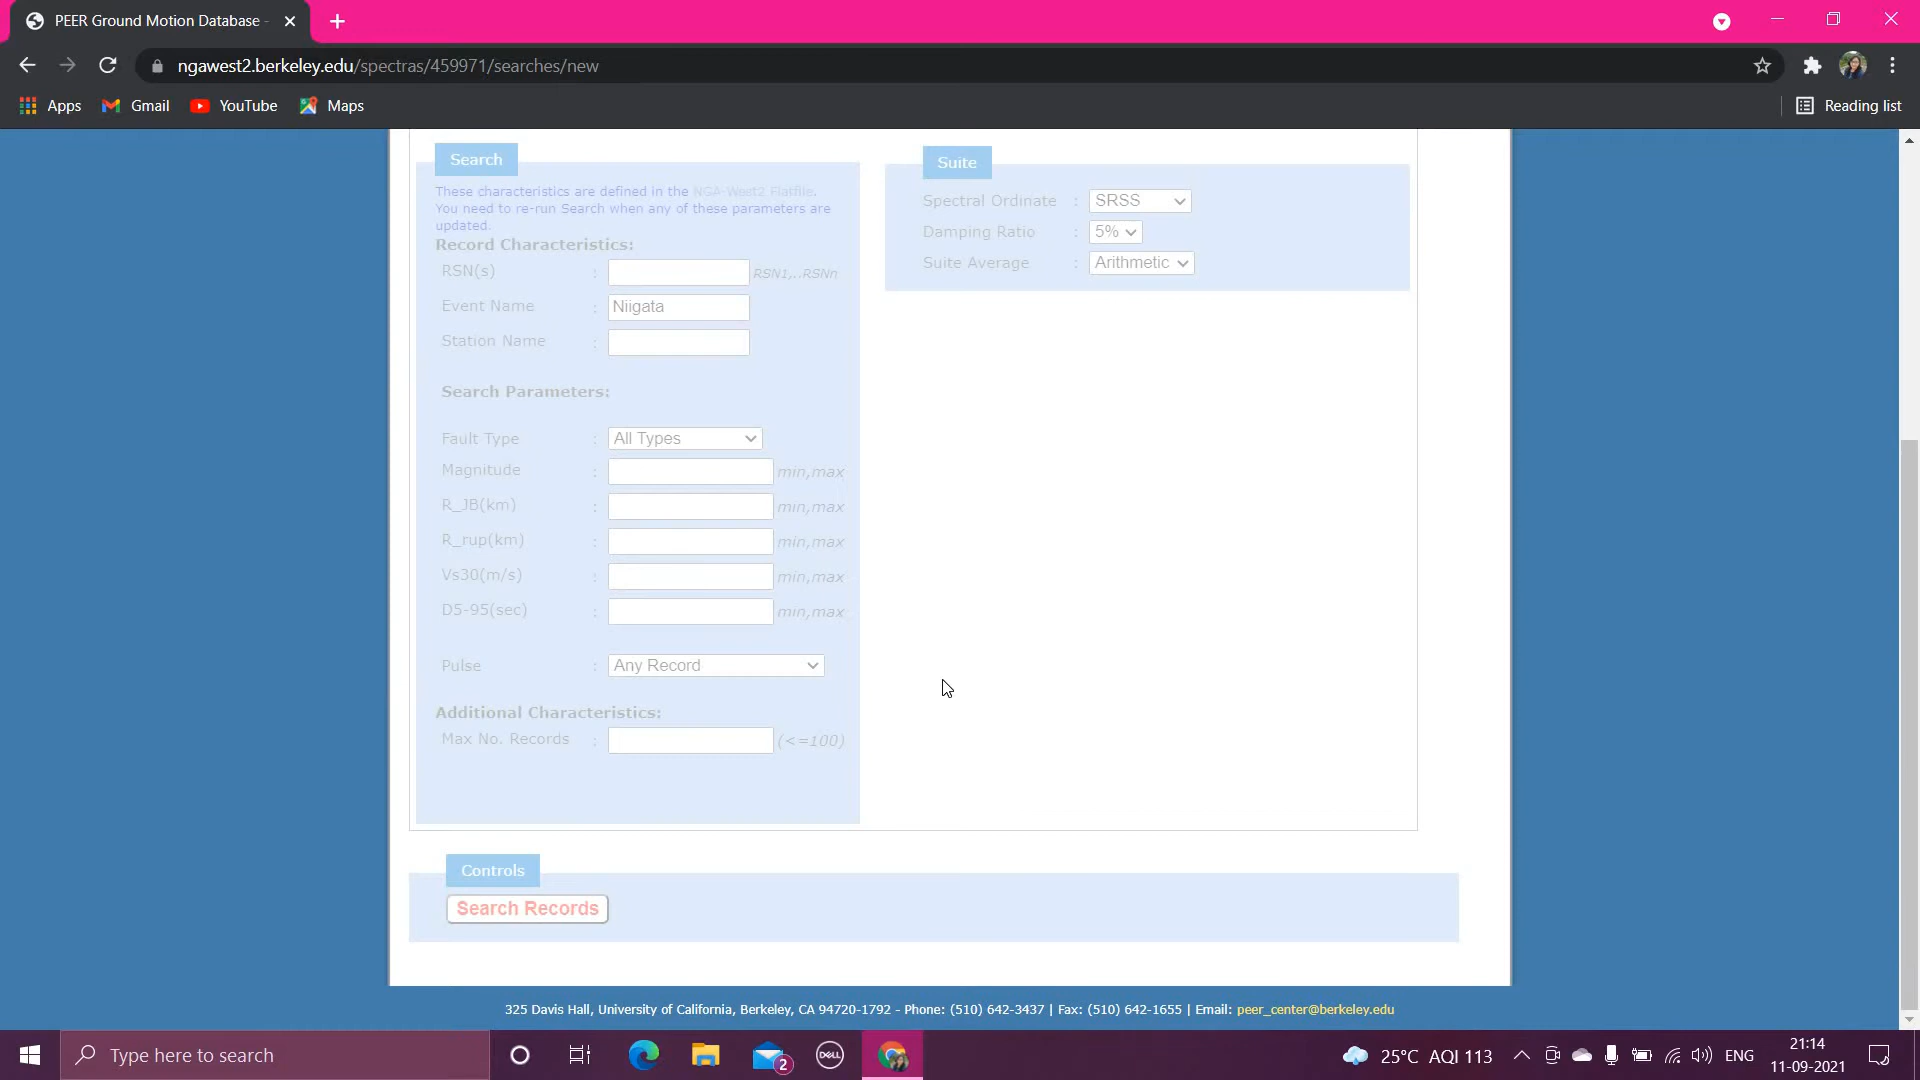 PEER Ground Motion Database -
ngawest2.berkeley.edu/spectras/459971/searches/new
Apps Gmail YouTube Maps Reading list
Search
These characteristics are defined in the NGA-West2 Flatfile.
You need to re-run Search when any of these parameters are
updated.
Record Characteristics:
RSN(s) : RSN1,..RSNn
Event Name : Niigata
Station Name :
Search Parameters:
Fault Type : All Types
Magnitude : min,max
R_JB(km) : min,max
R_rup(km) : min,max
Vs30(m/s) : min,max
D5-95(sec) : min,max
Pulse : Any Record
Additional Characteristics:
Max No. Records : (<=100)
Suite
Spectral Ordinate : SRSS
Damping Ratio : 5%
Suite Average : Arithmetic
Controls
Search Records
325 Davis Hall, University of California, Berkeley, CA 94720-1792 - Phone: (510) 642-3437 | Fax: (510) 642-1655 | Email: peer_center@berkeley.edu
Type here to search
2
DELL
25°C AQI 113
ENG
21:14
11-09-2021